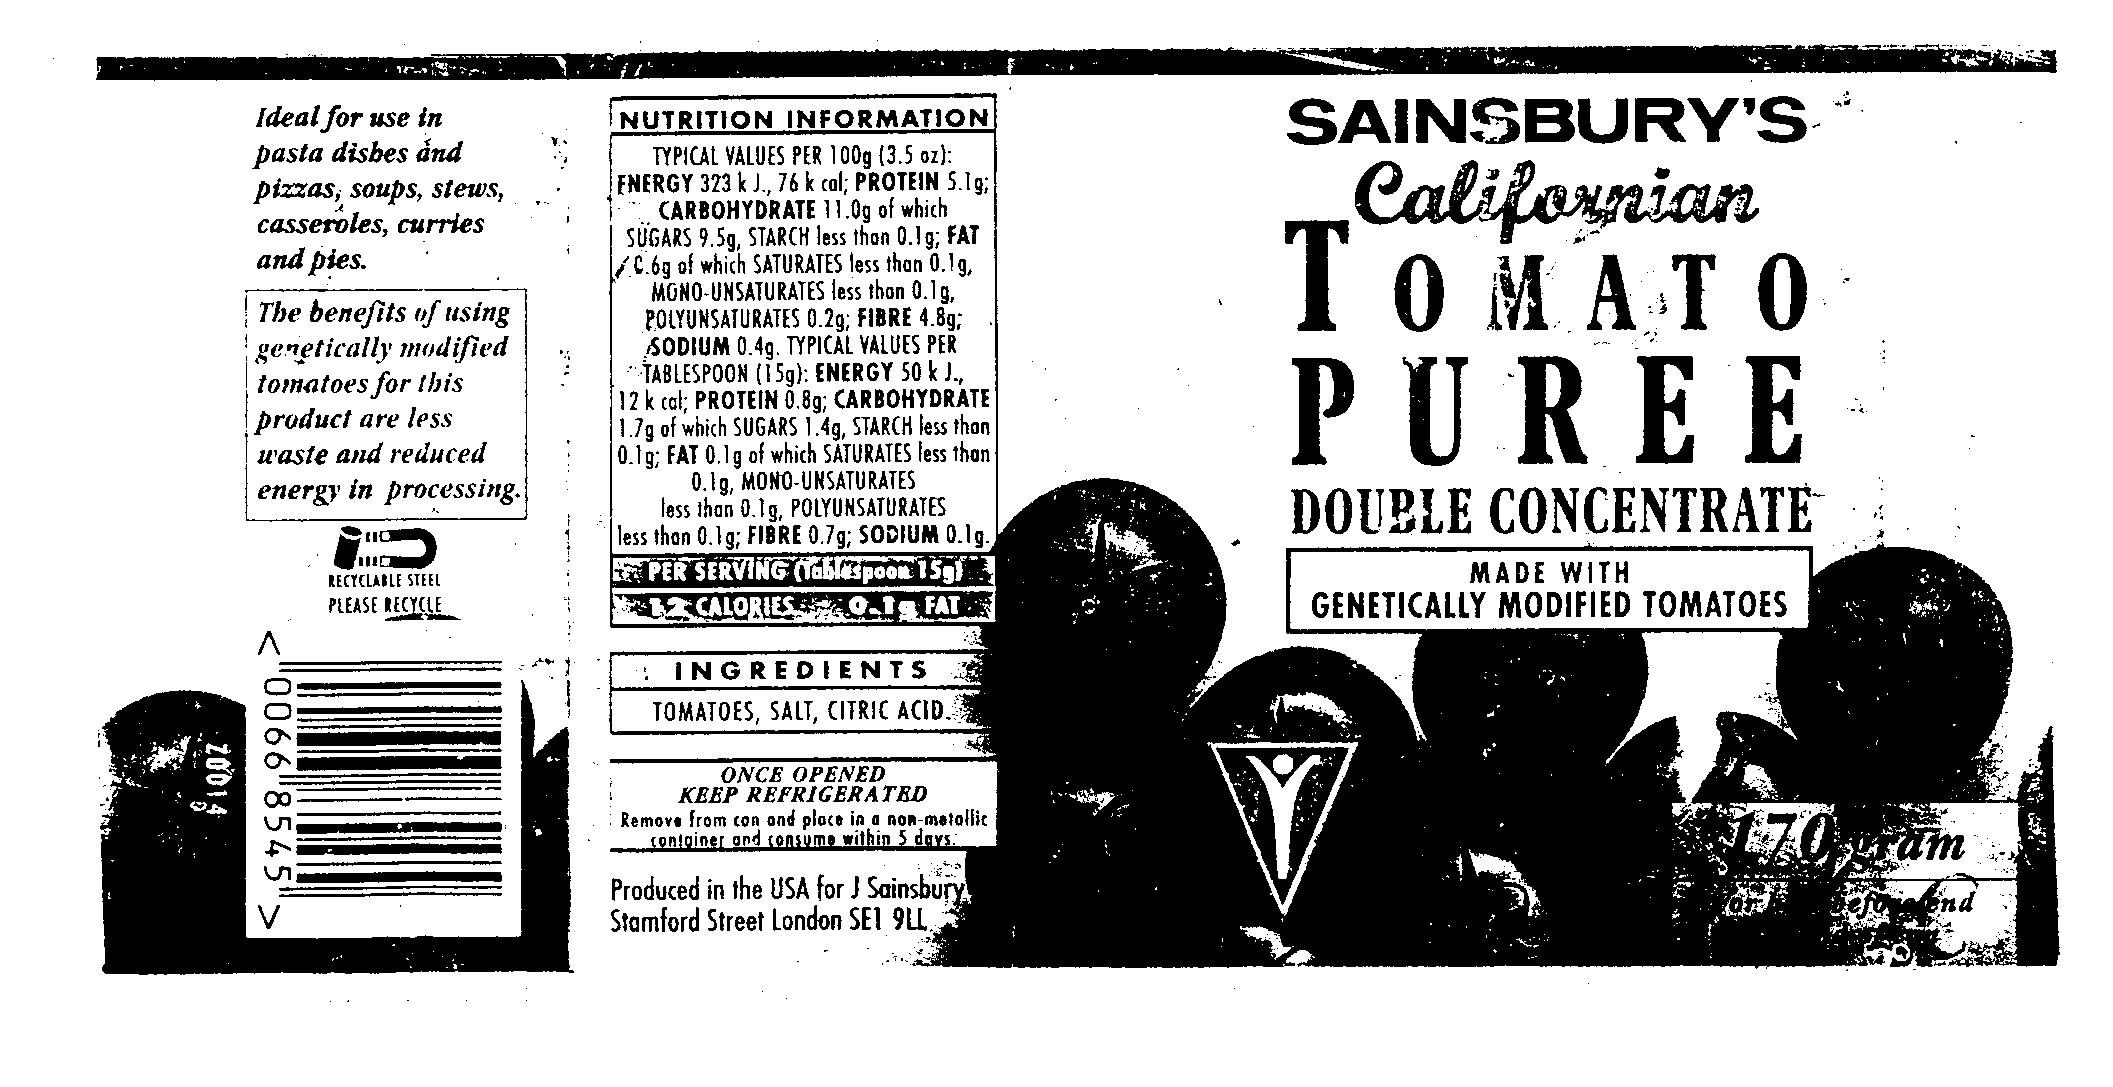 Ideal for use in
pasta dishes and
pizzas, soups, stews,
casseroles, curries
and pies.
The benefits of using
genetically modified
tomatoes for this
product are less
waste and reduced
energy in processing.
RECYCLABLE STEEL
PLEASE RECYCLE
< 00668545 >
20014
NUTRITION INFORMATION
TYPICAL VALUES PER 100g (3.5 oz):
ENERGY 323 k J., 76 k cal; PROTEIN 5.1g;
CARBOHYDRATE 11.0g of which
SUGARS 9.5g, STARCH less than 0.1g; FAT
0.6g of which SATURATES less than 0.1g,
MONO-UNSATURATES less than 0.1g,
POLYUNSATURATES 0.2g; FIBRE 4.8g;
SODIUM 0.4g. TYPICAL VALUES PER
TABLESPOON (15g): ENERGY 50 k J.,
12 k cal; PROTEIN 0.8g; CARBOHYDRATE
1.7g of which SUGARS 1.4g, STARCH less than
0.1g; FAT 0.1g of which SATURATES less than
0.1g, MONO-UNSATURATES
less than 0.1g, POLYUNSATURATES
less than 0.1g; FIBRE 0.7g; SODIUM 0.1g.
PER SERVING (Tablespoon 15g)
12 CALORIES 0.1g FAT
INGREDIENTS
TOMATOES, SALT, CITRIC ACID.
ONCE OPENED
KEEP REFRIGERATED
Remove from can and place in a non-metallic
container and consume within 5 days.
Produced in the USA for J Sainsbury
Stamford Street London SE1 9LL
SAINSBURY'S
Californian
TOMATO
PUREE
DOUBLE CONCENTRATE
MADE WITH
GENETICALLY MODIFIED TOMATOES
170 gram
before end